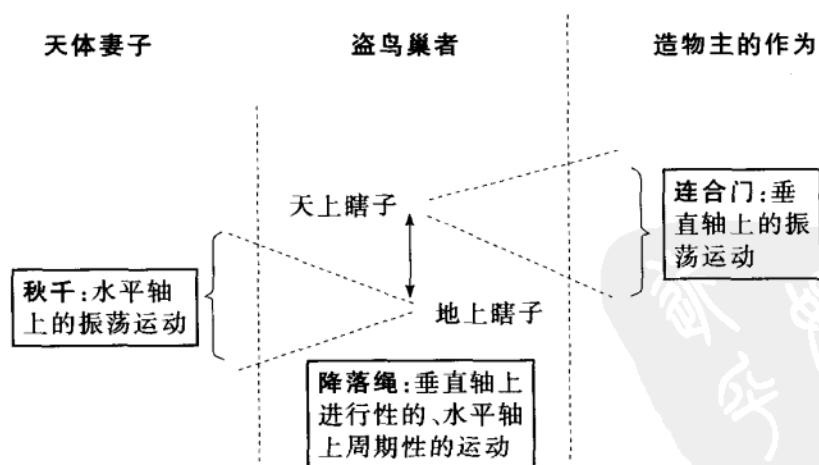 天体妻子
盗鸟巢者
造物主的作为
天上瞎子
连合门:垂
直轴上的振
荡运动
秋千:水平轴
上的振荡运动
地上瞎子
降落绳:垂直轴上
进行性的、水平轴
上周期性的运动